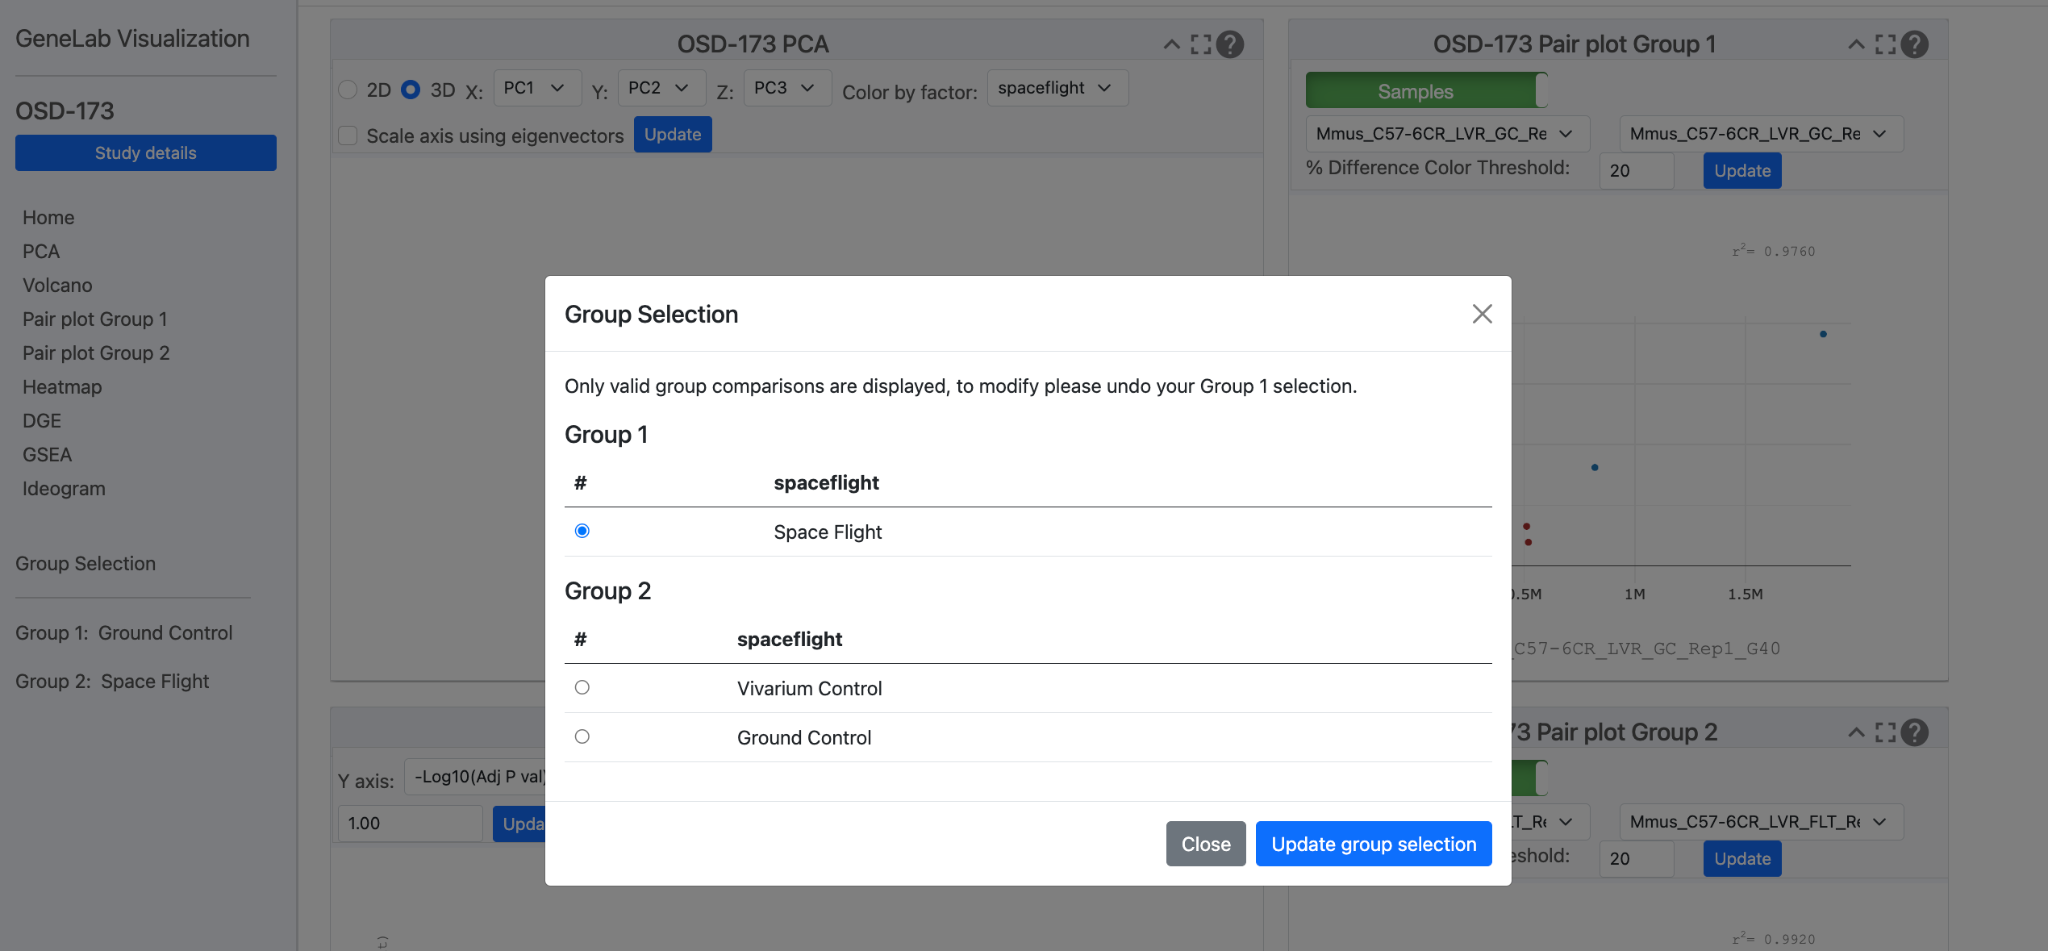 GeneLab Visualization
OSD-173
Study details
Home
PCA
Volcano
Pair plot Group 1
Pair plot Group 2
Heatmap
DGE
GSEA
Ideogram
Group Selection
Group 1: Ground Control
Group 2: Space Flight
OSD-173 PCA
2D 3D X: PC1 Y: PC2 Z: PC3 Color by factor: spaceflight
Scale axis using eigenvectors Update
OSD-173 Pair plot Group 1
Samples
Mmus_C57-6CR_LVR_GC_Re Mmus_C57-6CR_LVR_GC_Re
% Difference Color Threshold: 20 Update
r²= 0.9760
0.5M 1M 1.5M
C57-6CR_LVR_GC_Rep1_G40
Group Selection
Only valid group comparisons are displayed, to modify please undo your Group 1 selection.
Group 1
# spaceflight
Space Flight
Group 2
# spaceflight
Vivarium Control
Ground Control
Close Update group selection
Y axis: -Log10(Adj P val)
1.00 Upda
73 Pair plot Group 2
LT_Re Mmus_C57-6CR_LVR_FLT_Re
eshold: 20 Update
r²= 0.9920